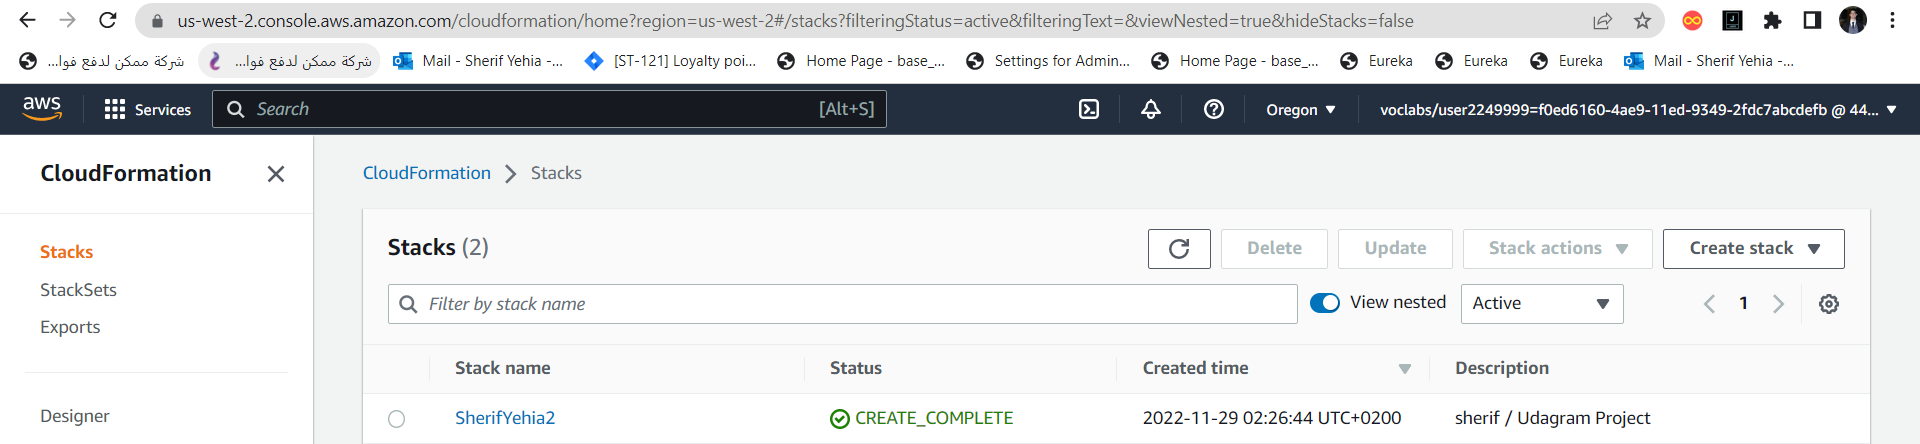 us-west-2.console.aws.amazon.com/cloudformation/home?region=us-west-2#/stacks?filteringStatus=active&filteringText=&viewNested=true&hideStacks=false
شركة ممكن لدفع فوا... شركة ممكن لدفع فوا... Mail - Sherif Yehia -... [ST-121] Loyalty poi... Home Page - base_... Settings for Admin... Home Page - base_... Eureka Eureka Eureka Mail - Sherif Yehia -...
aws Services Search [Alt+S] Oregon voclabs/user2249999=f0ed6160-4ae9-11ed-9349-2fdc7abcdefb @ 44...
CloudFormation
CloudFormation Stacks
Stacks
StackSets
Exports
Designer
Stacks (2) Delete Update Stack actions Create stack
Filter by stack name View nested Active 1
Stack name Status Created time Description
SherifYehia2 CREATE_COMPLETE 2022-11-29 02:26:44 UTC+0200 sherif / Udagram Project